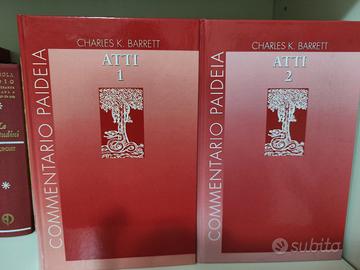 CHARLES K. BARRETT
ATTI
1
COMMENTARIO PAIDEIA
CHARLES K. BARRETT
ATTI
2
COMMENTARIO PAIDEIA
subito